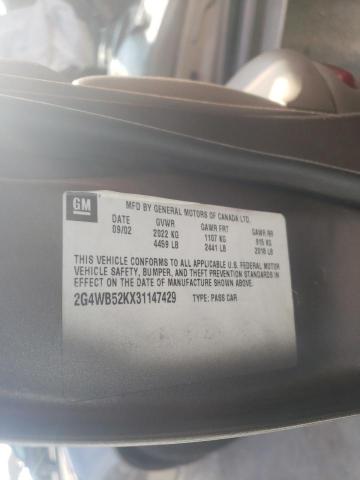 GM
MFD BY GENERAL MOTORS OF CANADA LTD.
DATE GVWR GAWR FRT GAWR RR
09/02 2022 KG 1107 KG 915 KG
4459 LB 2441 LB 2018 LB
THIS VEHICLE CONFORMS TO ALL APPLICABLE U.S. FEDERAL MOTOR
VEHICLE SAFETY, BUMPER, AND THEFT PREVENTION STANDARDS IN
EFFECT ON THE DATE OF MANUFACTURE SHOWN ABOVE.
2G4WB52KX31147429 TYPE: PASS CAR